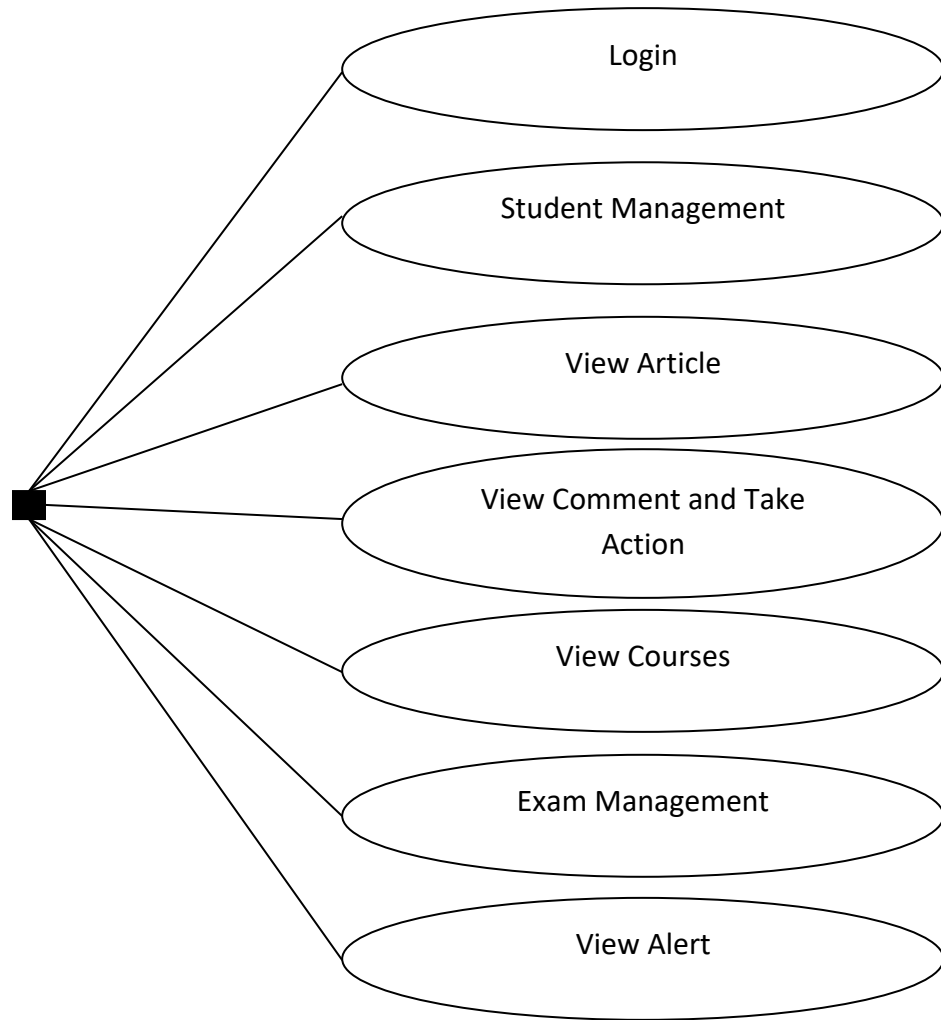 Login
Student Management
View Article
View Comment and Take
Action
View Courses
Exam Management
View Alert